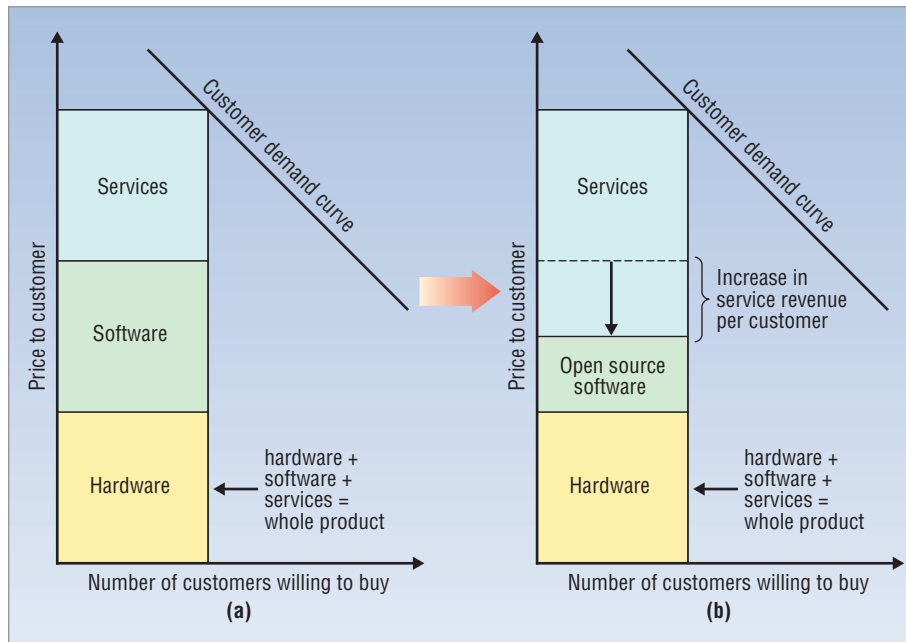 Price to customer
Services
Software
Hardware
Customer demand curve
hardware +
software +
services =
whole product
Number of customers willing to buy
(a)
Price to customer
Services
Open source
software
Hardware
Customer demand curve
Increase in
service revenue
per customer
hardware +
software +
services =
whole product
Number of customers willing to buy
(b)